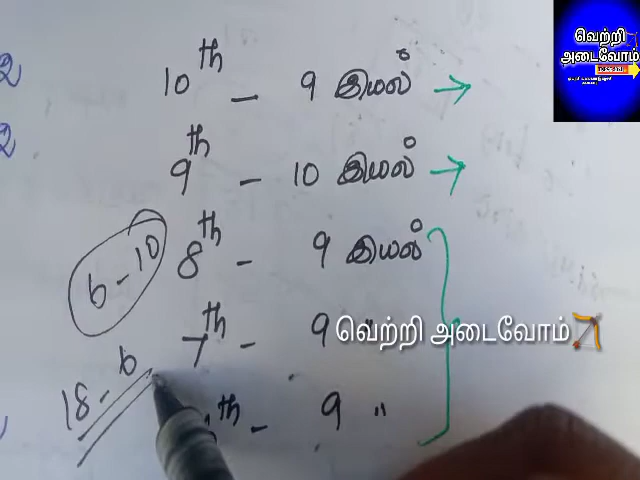 வெற்றி
அடைவோம்
10th - 9 இயல் →
9th - 10 இயல் →
6-10
8th - 9 இயல்
7th - 9 "
வெற்றி அடைவோம்
18-6
th - 9 "